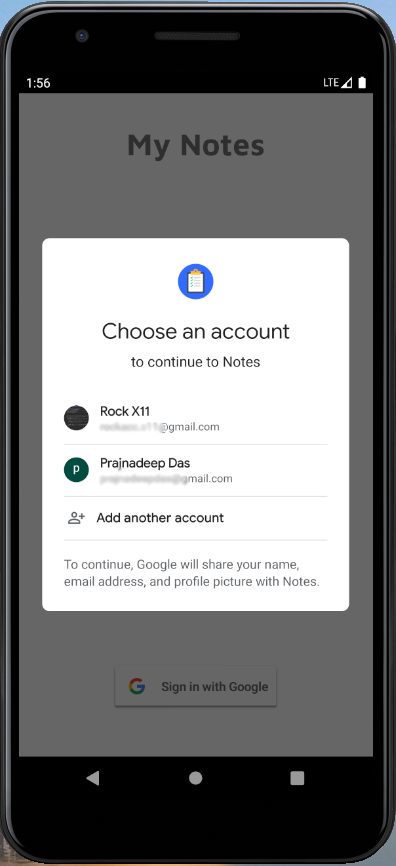 1:56 LTE
My Notes
Choose an account
to continue to Notes
Rock X11
@gmail.com
Prajnadeep Das
gmail.com
P
Add another account
To continue, Google will share your name,
email address, and profile picture with Notes.
G Sign in with Google